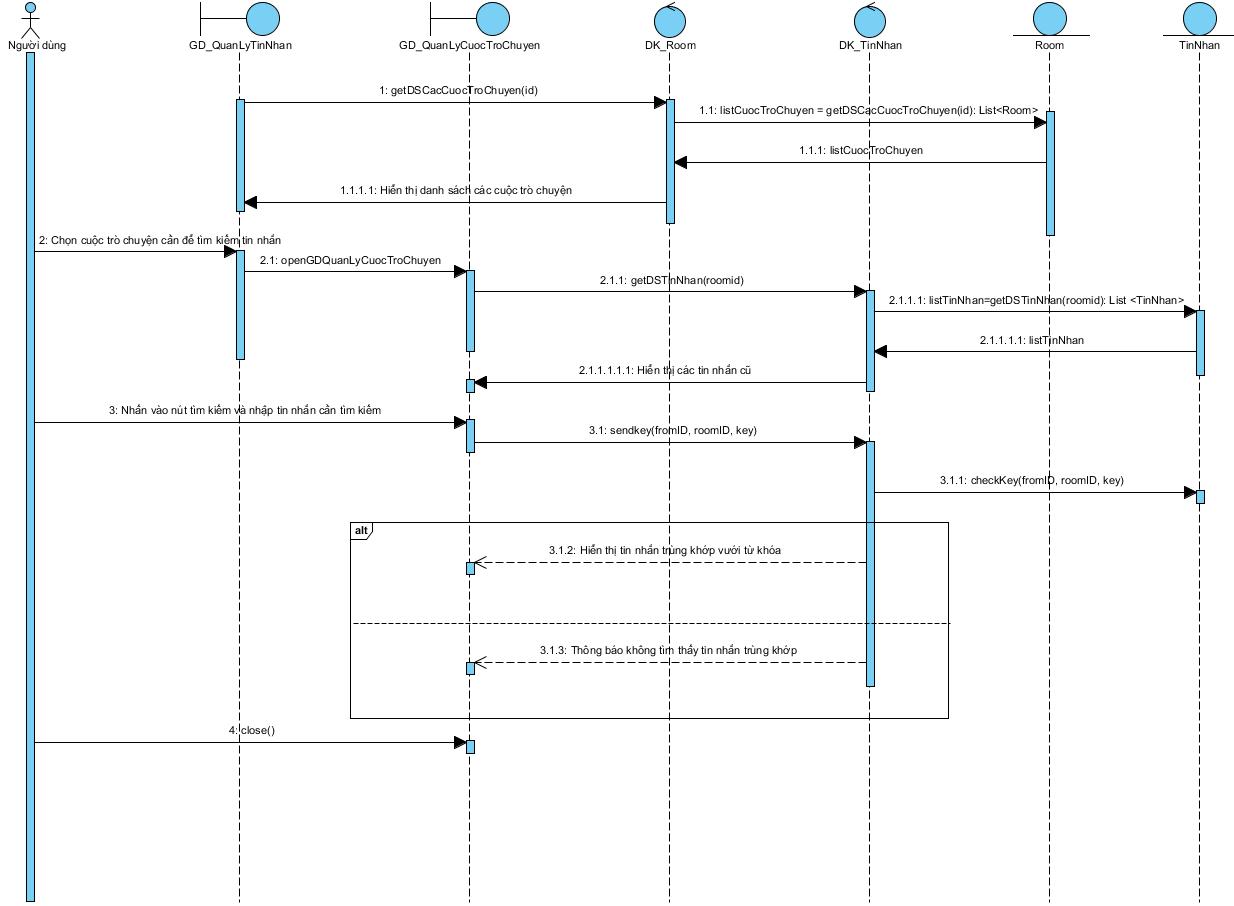 Người dùng
GD_QuanLyTinNhan
GD_QuanLyCuocTroChuyen
DK_Room
DK_TinNhan
Room
TinNhan
1: getDSCacCuocTroChuyen(id)
1.1: listCuocTroChuyen = getDSCacCuocTroChuyen(id): List<Room>
1.1.1: listCuocTroChuyen
1.1.1.1: Hiển thị danh sách các cuộc trò chuyện
2: Chọn cuộc trò chuyện cần để tìm kiếm tin nhắn
2.1: openGDQuanLyCuocTroChuyen
2.1.1: getDSTinNhan(roomid)
2.1.1.1: listTinNhan=getDSTinNhan(roomid): List <TinNhan>
2.1.1.1.1: listTinNhan
2.1.1.1.1.1: Hiển thị các tin nhắn cũ
3: Nhấn vào nút tìm kiếm và nhập tin nhắn cần tìm kiếm
3.1: sendkey(fromID, roomID, key)
3.1.1: checkKey(fromID, roomID, key)
alt
3.1.2: Hiển thị tin nhắn trùng khớp vưới từ khóa
3.1.3: Thông báo không tìm thấy tin nhắn trùng khớp
4: close()